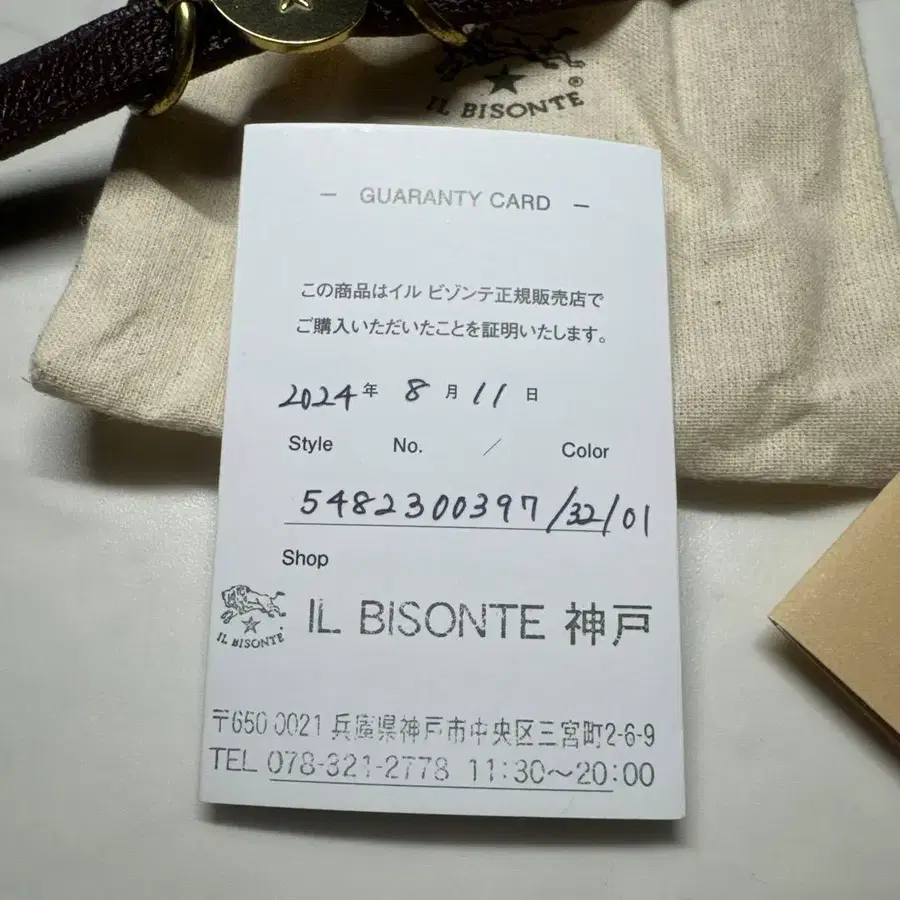 IL BISONTE®
— GUARANTY CARD —
この商品はイル ビゾンテ正規販売店で
ご購入いただいたことを証明いたします。
2024年 8月 11日
Style No. ／ Color
5482300397/32/01
Shop
IL BISONTE
IL BISONTE 神戸
〒650 0021 兵庫県神戸市中央区三宮町2-6-9
TEL 078-321-2778 11:30～20:00